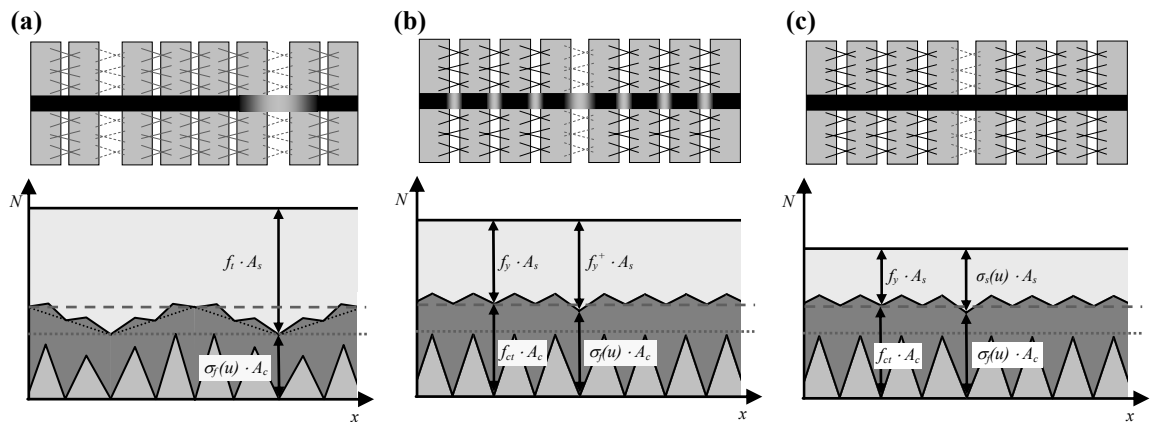 (a)
(b)
(c)
N
f_t · A_s
σ_f(u) · A_c
x
N
f_y · A_s
f_y^+ · A_s
f_ct · A_c
σ_f(u) · A_c
x
N
f_y · A_s
σ_s(u) · A_s
f_ct · A_c
σ_f(u) · A_c
x